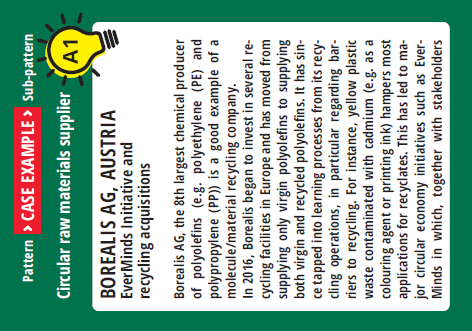 Pattern > CASE EXAMPLE > Sub-pattern
Circular raw materials supplier
A1
BOREALIS AG, AUSTRIA
EverMinds Initiative and
recycling acquisitions
Borealis AG, the 8th largest chemical producer
of polyolefins (e.g. polyethylene (PE) and
polypropylene (PP)) is a good example of a
molecule/material recycling company.
In 2016, Borealis began to invest in several re-
cycling facilities in Europe and has moved from
supplying only virgin polyolefins to supplying
both virgin and recycled polyolefins. It has sin-
ce tapped into learning processes from its recy-
cling operations, in particular regarding bar-
riers to recycling. For instance, yellow plastic
waste contaminated with cadmium (e.g. as a
colouring agent or printing ink) hampers most
applications for recyclates. This has led to ma-
jor circular economy initiatives such as Ever-
Minds in which, together with stakeholders